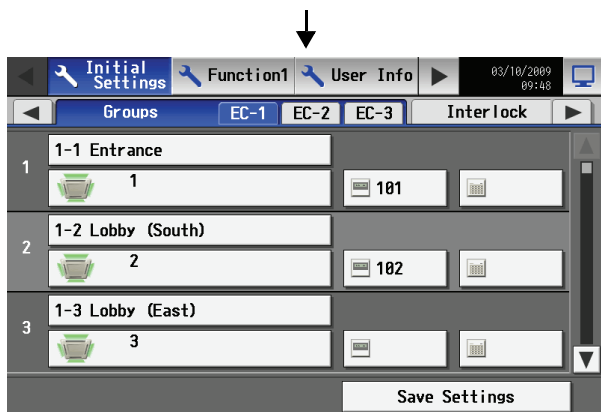 Initial Settings
Function1
User Info
03/10/2009
09:48
Groups
EC-1
EC-2
EC-3
Interlock
1
1-1 Entrance
1
101
2
1-2 Lobby (South)
2
102
3
1-3 Lobby (East)
3
Save Settings